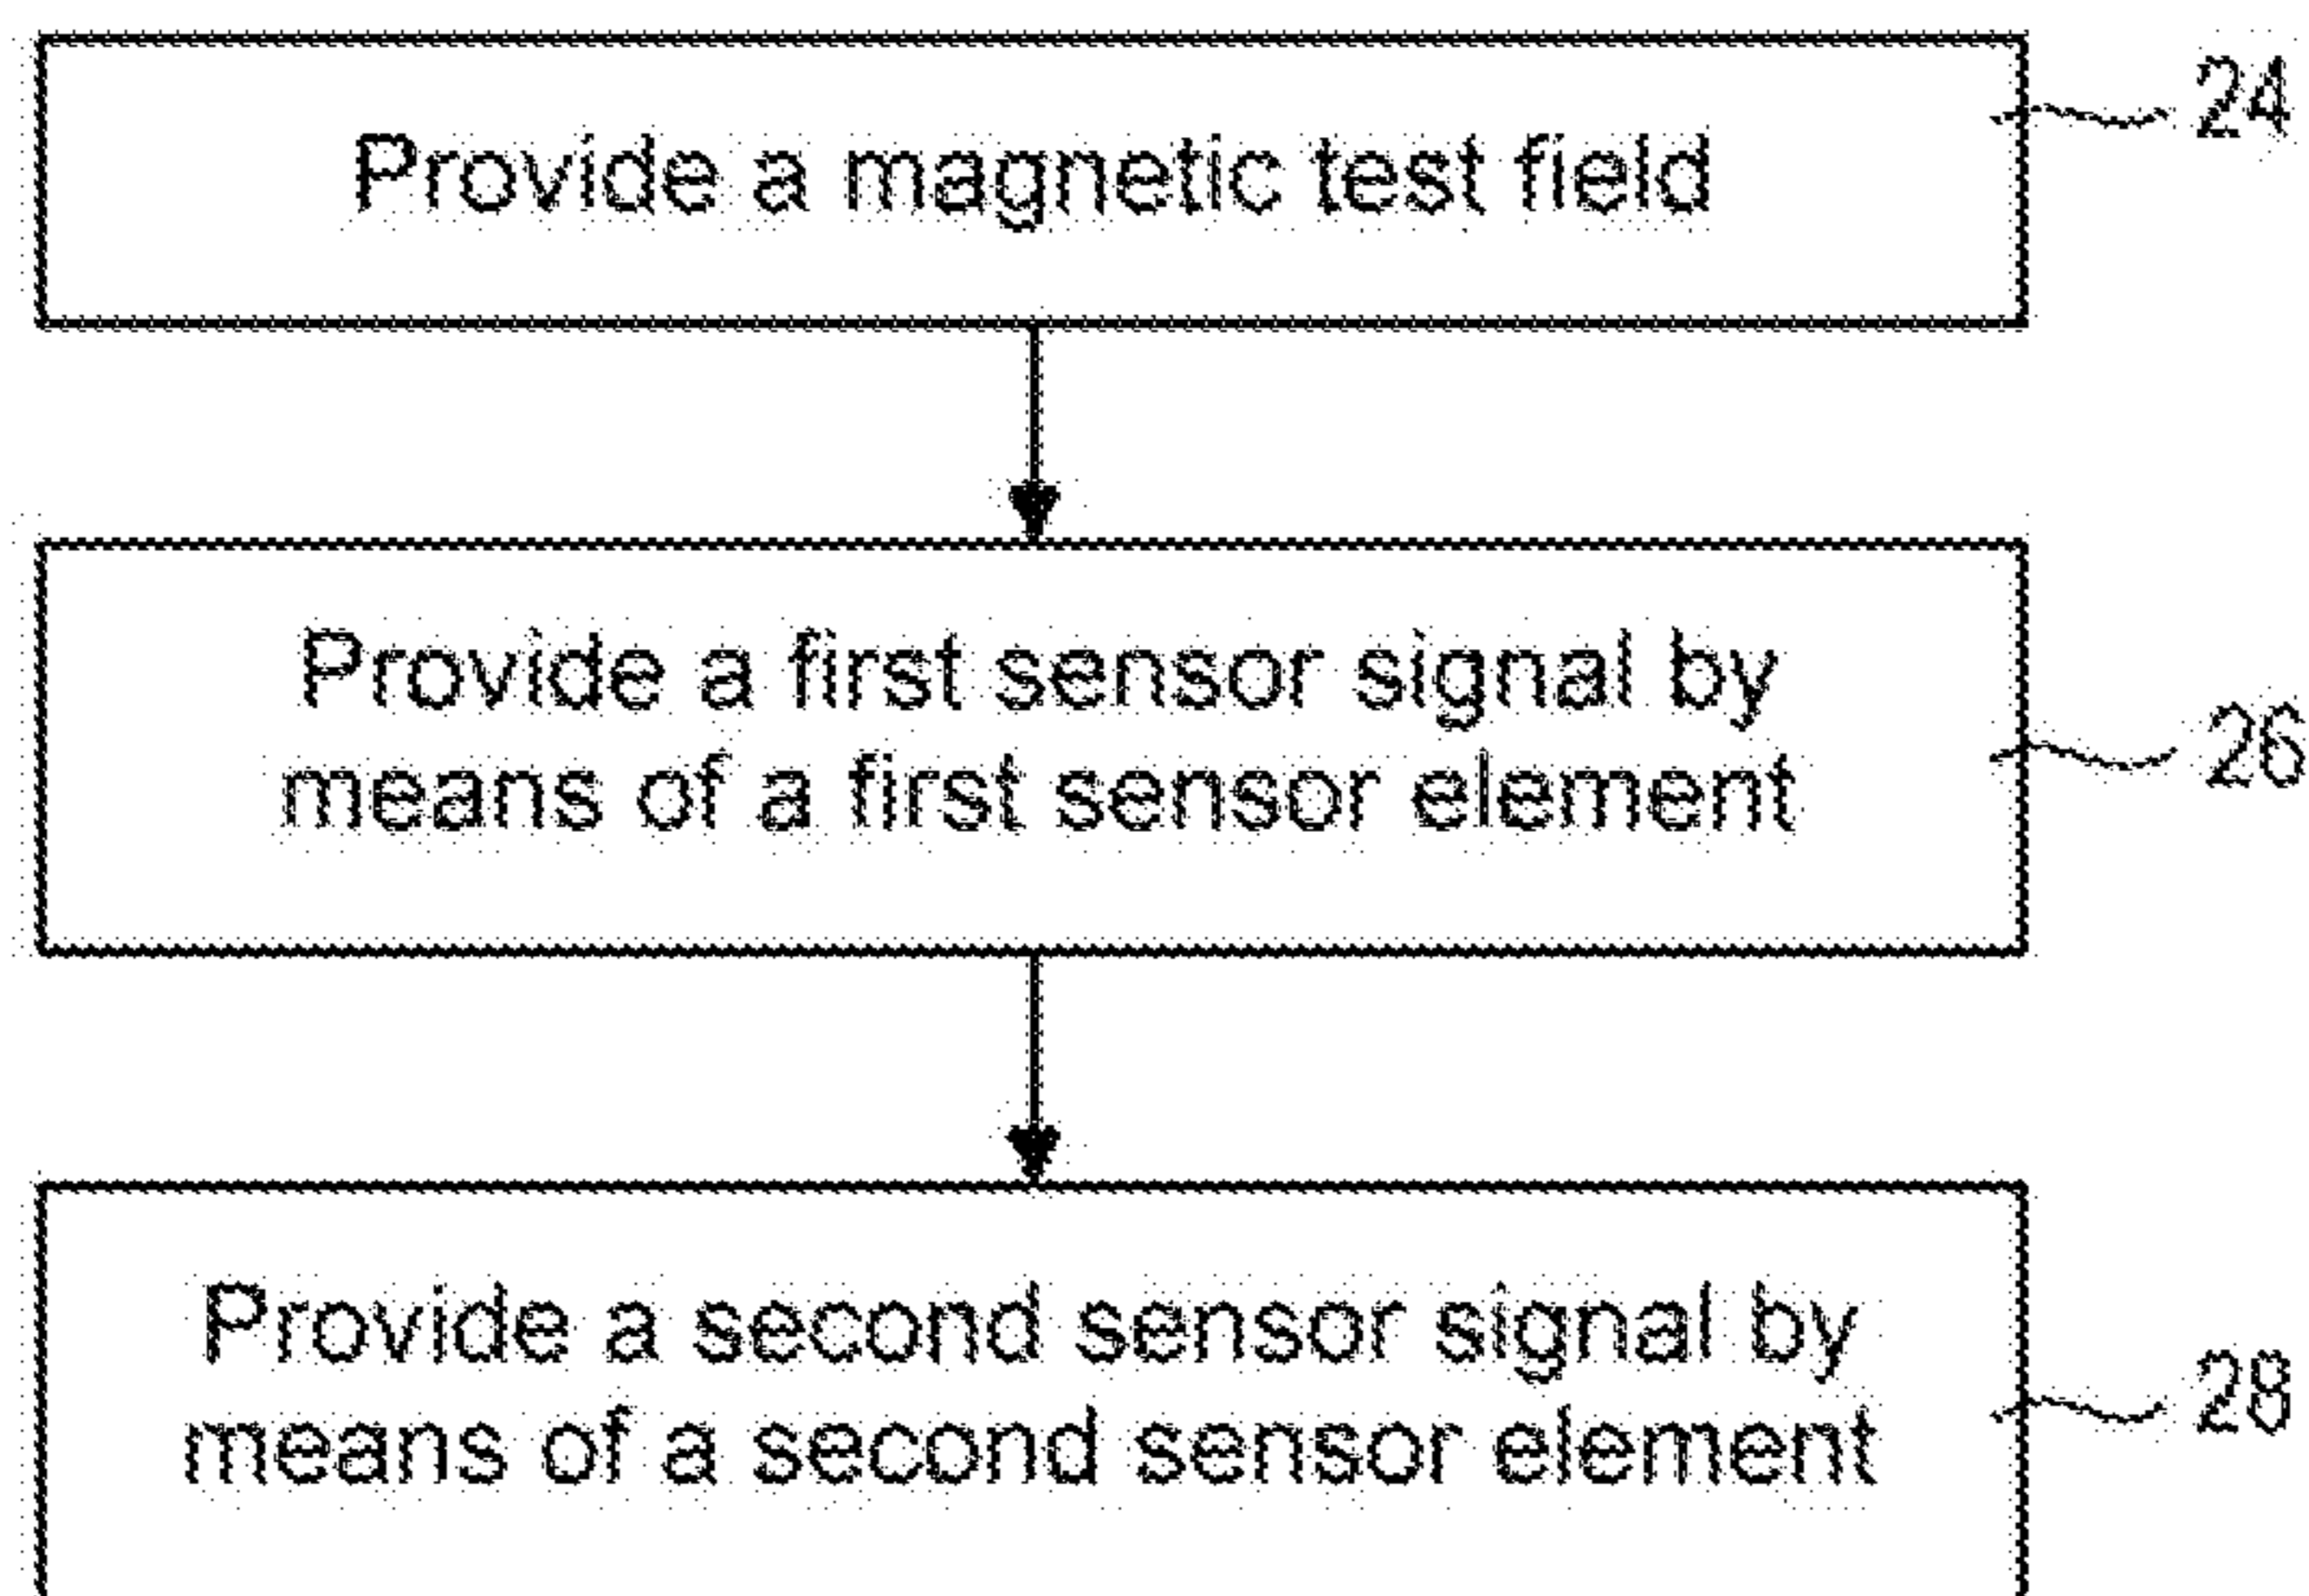 Provide a magnetic test field
24
Provide a first sensor signal by
means of a first sensor element
26
Provide a second sensor signal by
means of a second sensor element
28